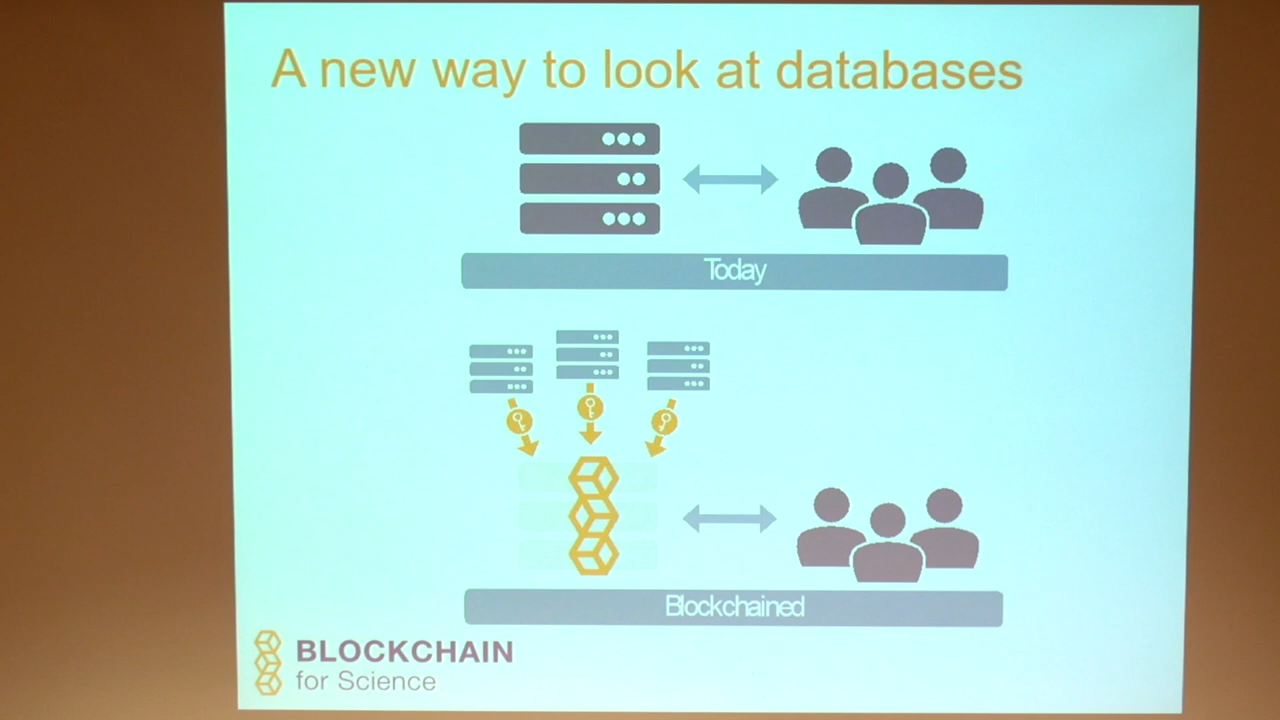 A new way to look at databases
Today
Blockchained
BLOCKCHAIN
for Science